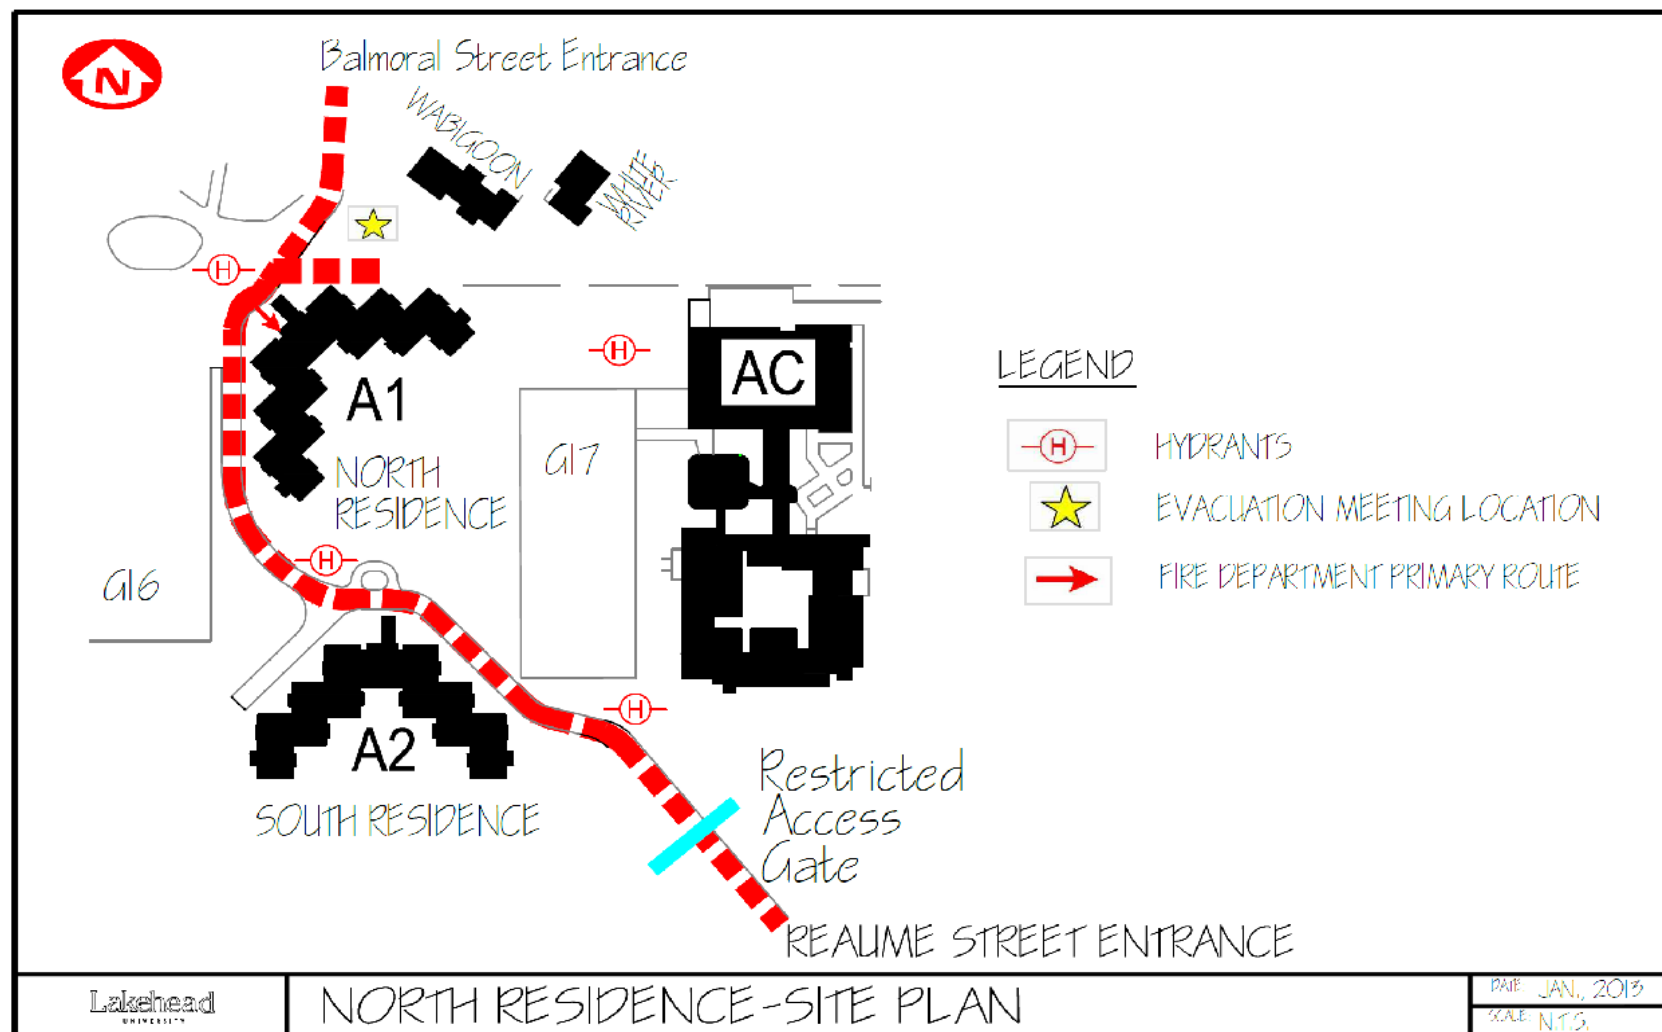 N
Balmoral Street Entrance
WABIGOON
WHITE
RIVER
H
H
AC
A1
G17
NORTH
RESIDENCE
H
G16
A2
H
SOUTH RESIDENCE
Restricted
Access
Gate
REAUME STREET ENTRANCE
LEGEND
H HYDRANTS
EVACUATION MEETING LOCATION
FIRE DEPARTMENT PRIMARY ROUTE
Lakehead
UNIVERSITY
NORTH RESIDENCE-SITE PLAN
DATE: JAN., 2013
SCALE: N.T.S.